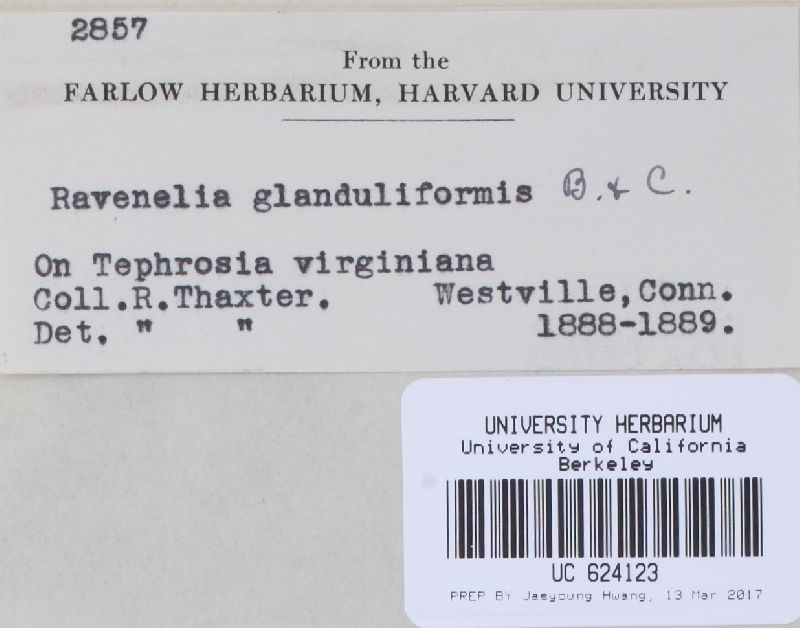 2857
From the
FARLOW HERBARIUM, HARVARD UNIVERSITY
Ravenelia glanduliformis B. & C.
On Tephrosia virginiana
Coll.R.Thaxter. Westville,Conn.
Det. " " 1888-1889.
UNIVERSITY HERBARIUM
University of California
Berkeley
UC 624123
PREP BY Jaeyoung Hwang, 13 Mar 2017